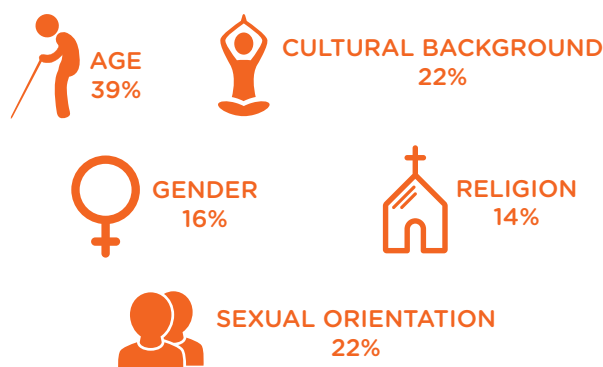 AGE
39%
CULTURAL BACKGROUND
22%
GENDER
16%
RELIGION
14%
SEXUAL ORIENTATION
22%